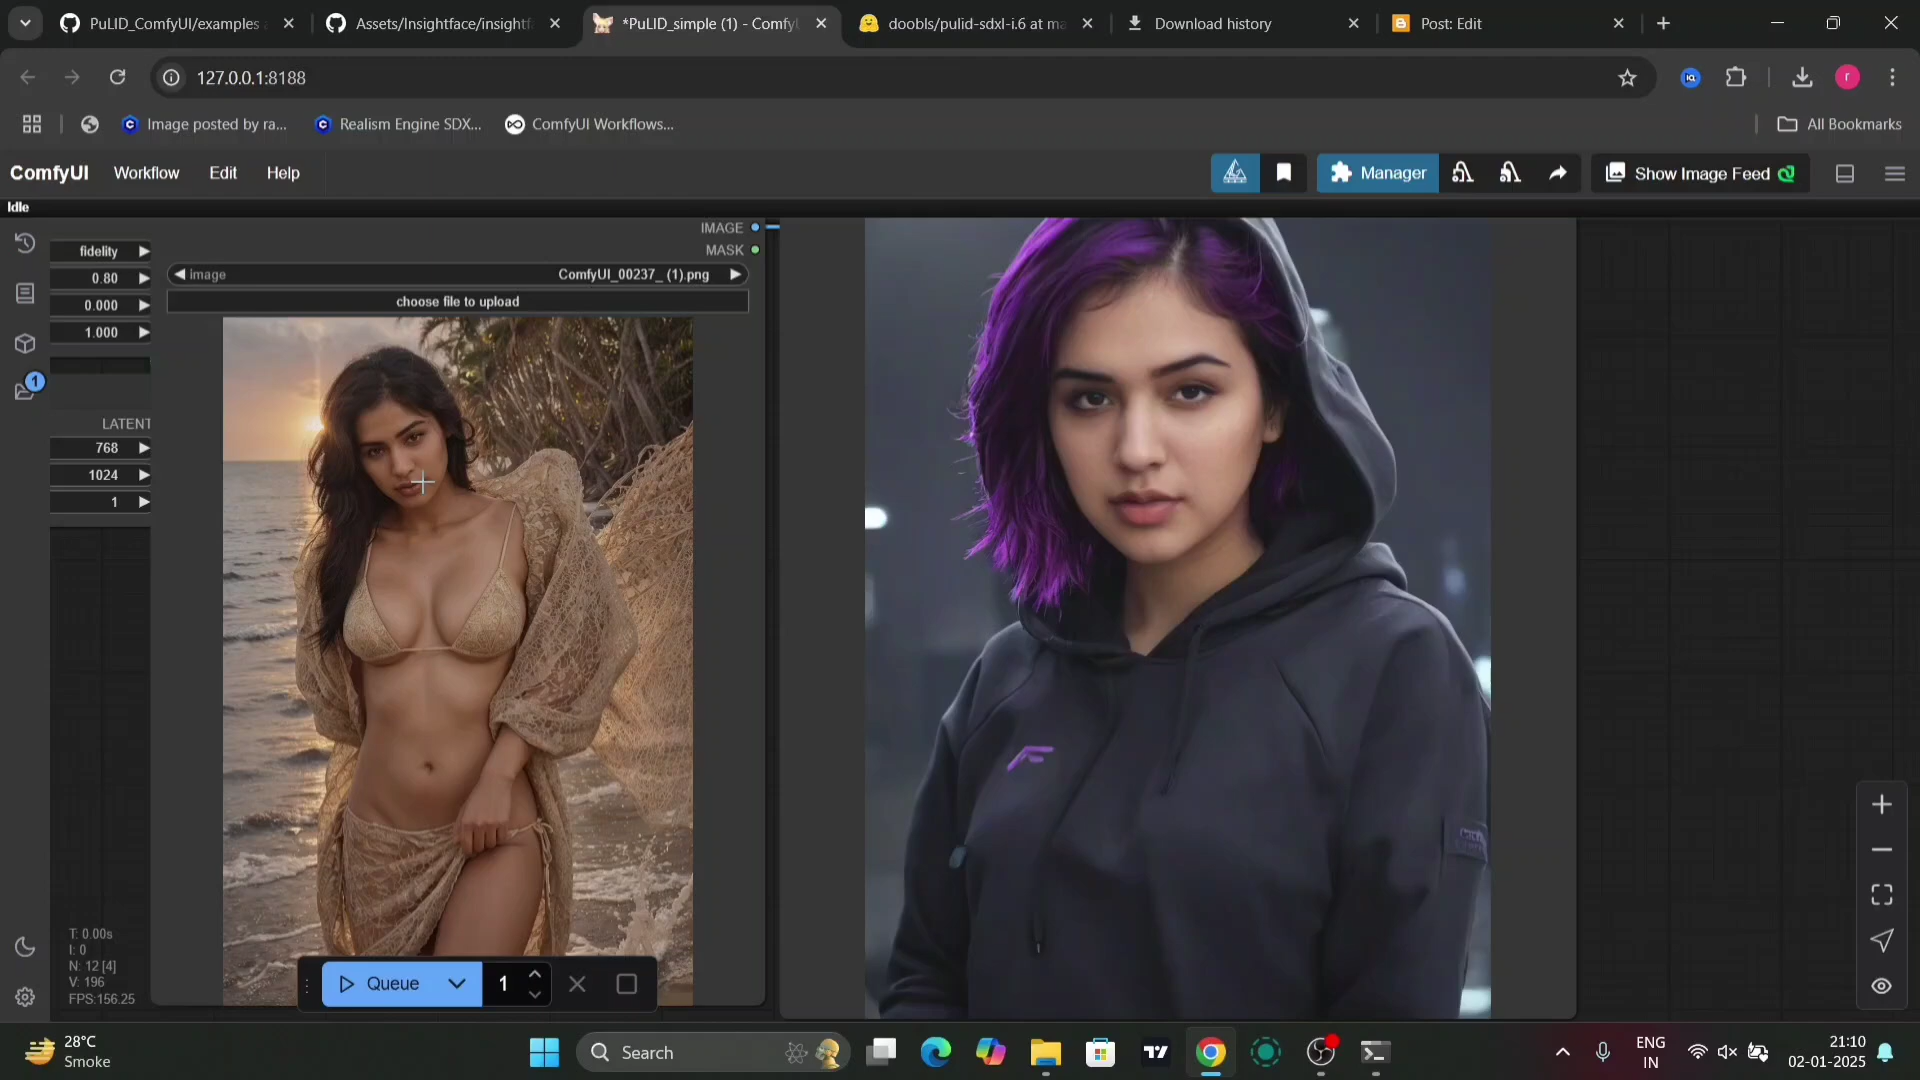 PuLID_ComfyUI/examples a
Assets/Insightface/insightf
*PuLID_simple (1) - ComfyU
doobls/pulid-sdxl-i.6 at ma
Download history
Post: Edit
127.0.0.1:8188
r
Image posted by ra...
Realism Engine SDX...
ComfyUI Workflows...
All Bookmarks
ComfyUI
Workflow
Edit
Help
Manager
Show Image Feed
Idle
IMAGE
MASK
fidelity
0.80
0.000
1.000
image
ComfyUI_00237_ (1).png
choose file to upload
1
LATENT
768
1024
1
T: 0.00s
I: 0
N: 12 [4]
V: 196
FPS:156.25
Queue
1
28°C
Smoke
Search
ENG
IN
21:10
02-01-2025